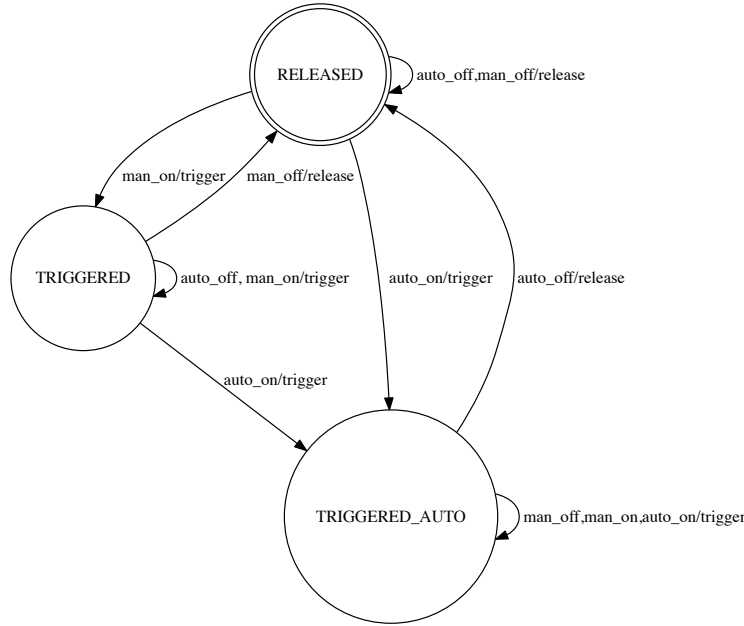 RELEASED
auto_off,man_off/release
man_on/trigger
man_off/release
TRIGGERED
auto_off, man_on/trigger
auto_on/trigger
auto_off/release
auto_on/trigger
TRIGGERED_AUTO
man_off,man_on,auto_on/trigger